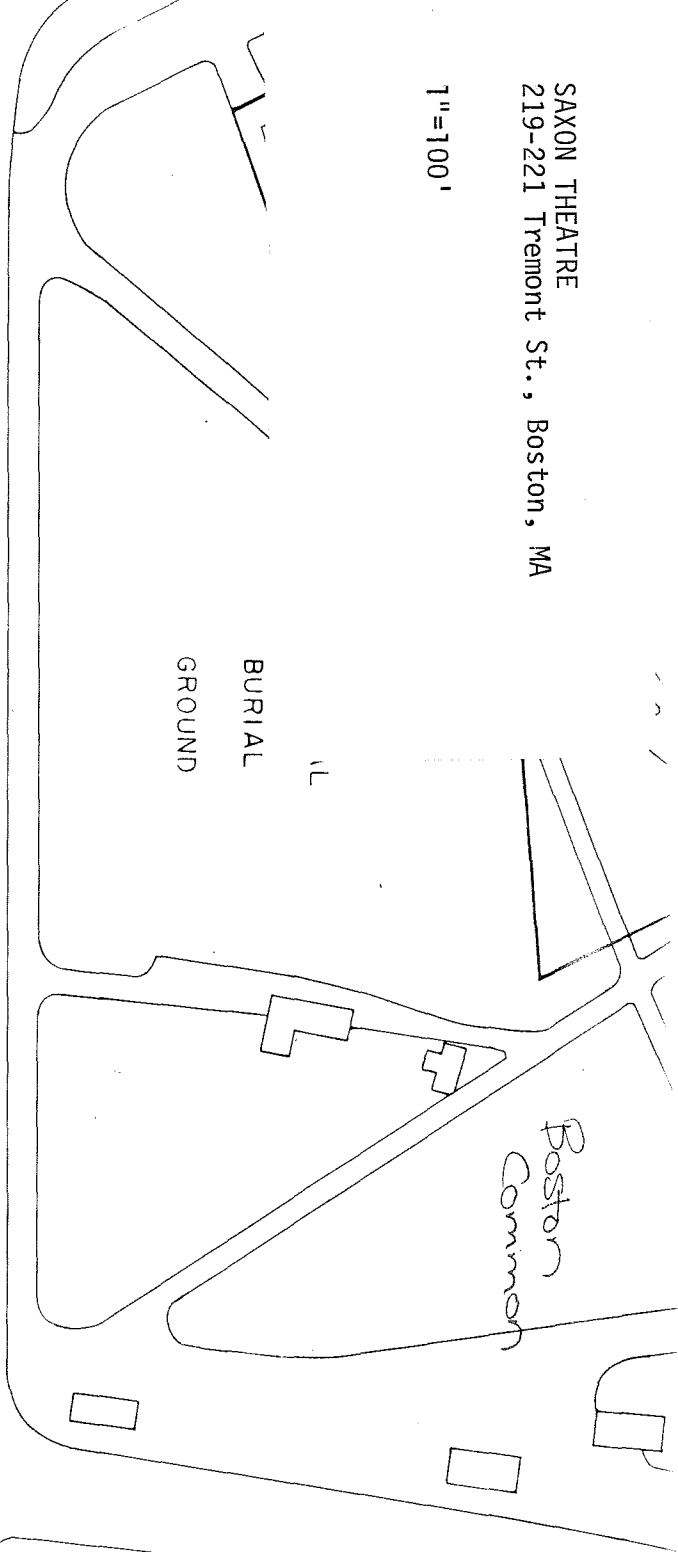 SAXON THEATRE
219-221 Tremont St., Boston, MA
1"=100'
BURIAL
GROUND
Boston
Common